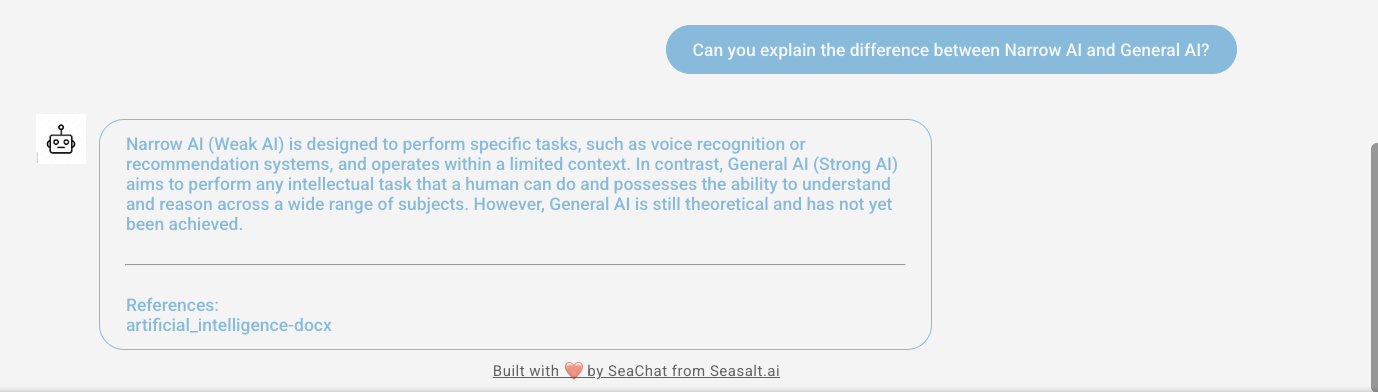 Can you explain the difference between Narrow AI and General AI?
Narrow AI (Weak AI) is designed to perform specific tasks, such as voice recognition or
recommendation systems, and operates within a limited context. In contrast, General AI (Strong AI)
aims to perform any intellectual task that a human can do and possesses the ability to understand
and reason across a wide range of subjects. However, General AI is still theoretical and has not yet
been achieved.
References:
artificial_intelligence-docx
Built with ❤️ by SeaChat from Seasalt.ai